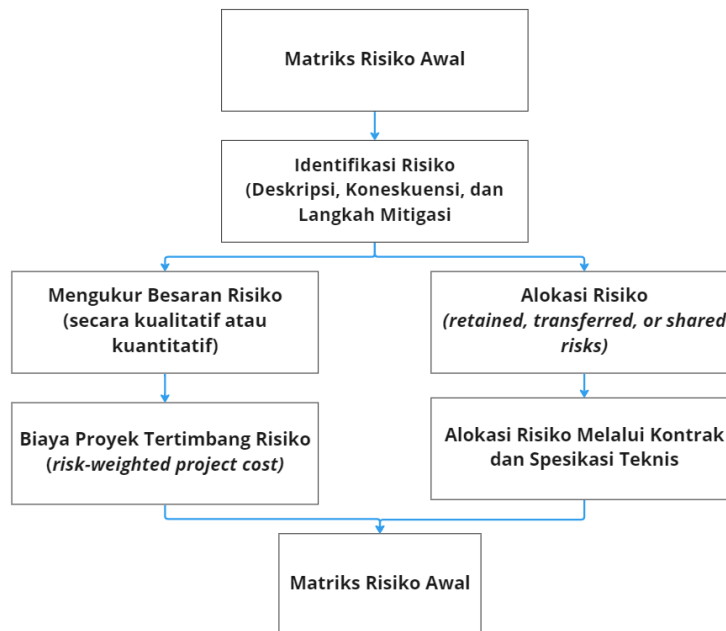 Matriks Risiko Awal
Identifikasi Risiko
(Deskripsi, Koneskuensi, dan
Langkah Mitigasi
Mengukur Besaran Risiko
(secara kualitatif atau
kuantitatif)
Alokasi Risiko
(retained, transferred, or shared
risks)
Biaya Proyek Tertimbang Risiko
(risk-weighted project cost)
Alokasi Risiko Melalui Kontrak
dan Spesikasi Teknis
Matriks Risiko Awal